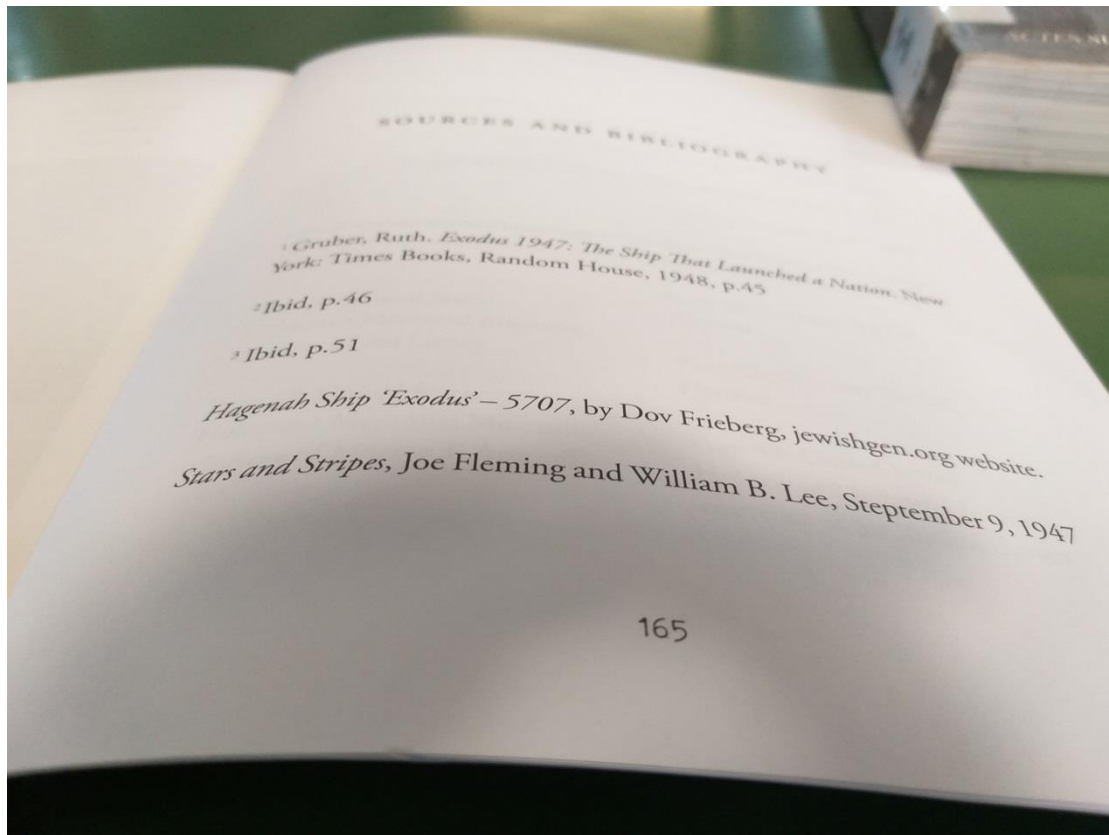 SOURCES AND BIBLIOGRAPHY
¹ Gruber, Ruth. Exodus 1947: The Ship That Launched a Nation. New
York: Times Books, Random House, 1948, p.45
² Ibid, p.46
³ Ibid, p.51
Hagenah Ship ‘Exodus’ – 5707, by Dov Frieberg, jewishgen.org website.
Stars and Stripes, Joe Fleming and William B. Lee, Steptember 9, 1947
165